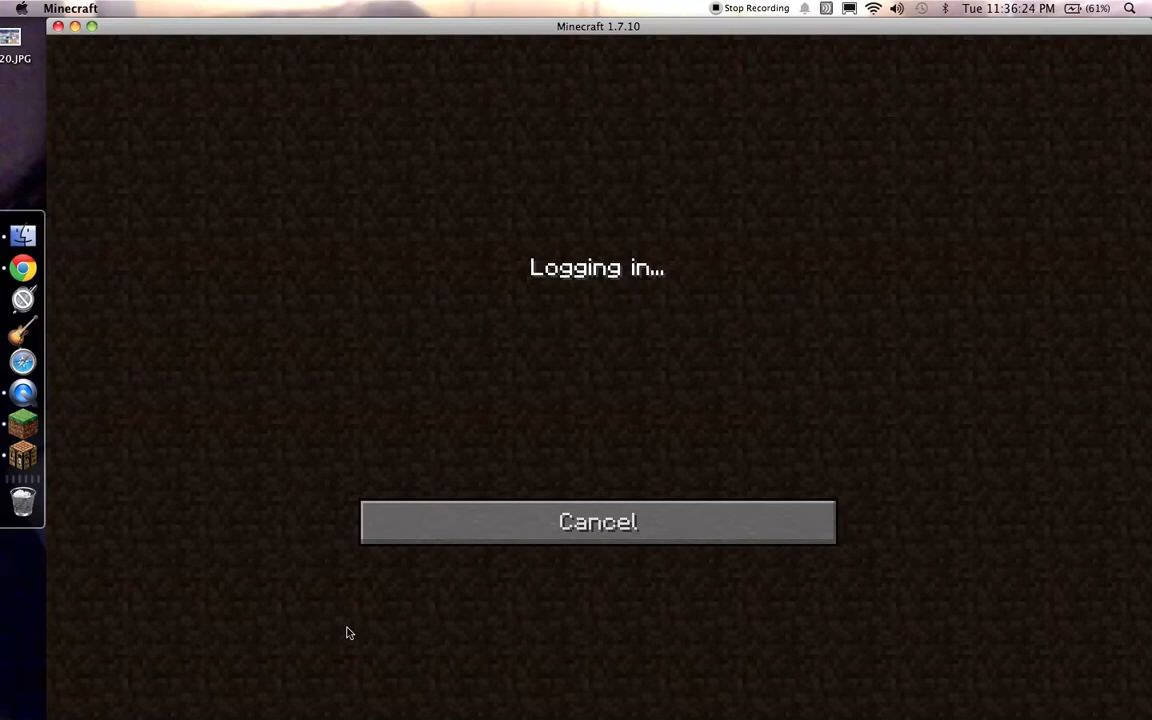 Minecraft
Stop Recording
Tue 11:36:24 PM
(61%)
Minecraft 1.7.10
20.JPG
Logging in...
Cancel